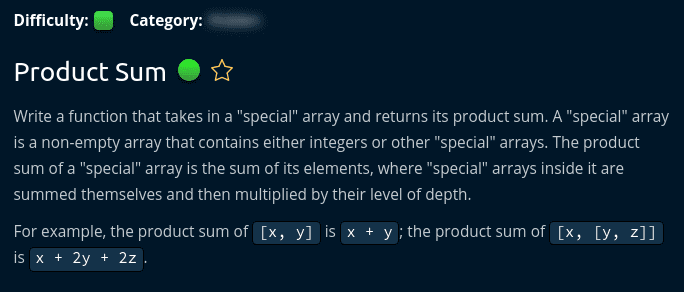 Difficulty: Category:
Product Sum
Write a function that takes in a "special" array and returns its product sum. A "special" array
is a non-empty array that contains either integers or other "special" arrays. The product
sum of a "special" array is the sum of its elements, where "special" arrays inside it are
summed themselves and then multiplied by their level of depth.
For example, the product sum of [x, y] is x + y; the product sum of [x, [y, z]]
is x + 2y + 2z.